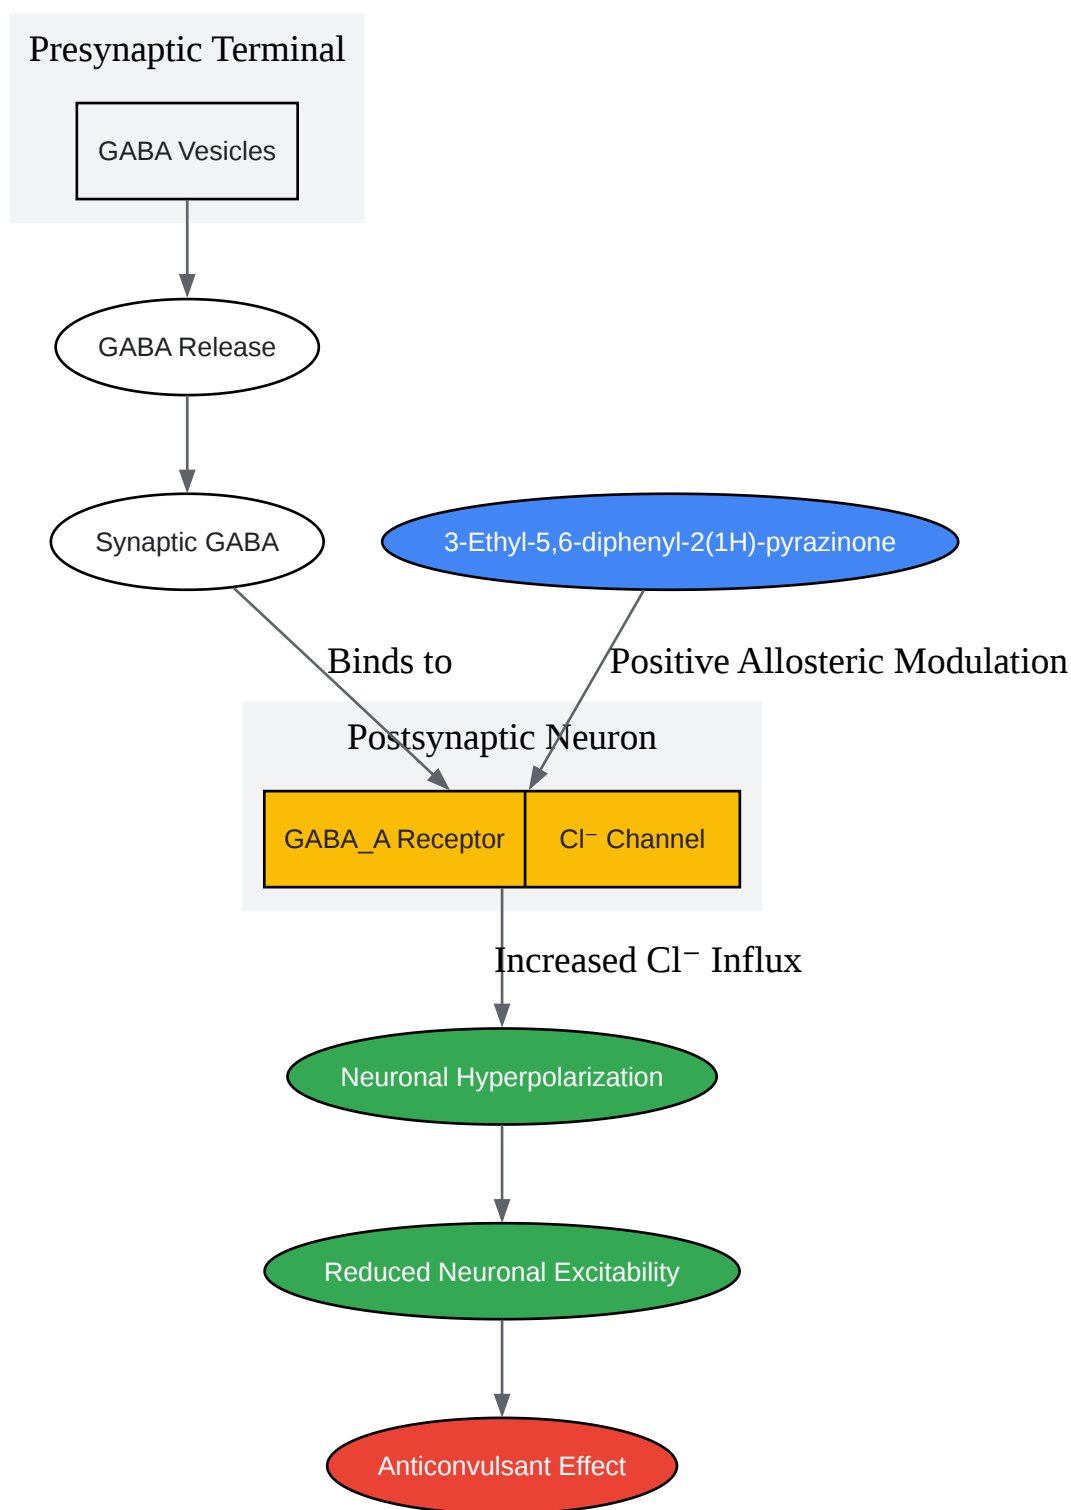 Presynaptic Terminal
GABA Vesicles
GABA Release
Synaptic GABA
3-Ethyl-5,6-diphenyl-2(1H)-pyrazinone
Binds to
Positive Allosteric Modulation
Postsynaptic Neuron
GABA_A Receptor
Cl⁻ Channel
Increased Cl⁻ Influx
Neuronal Hyperpolarization
Reduced Neuronal Excitability
Anticonvulsant Effect